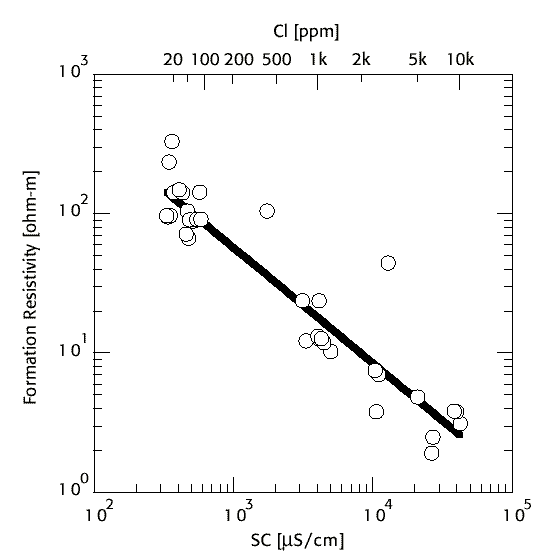 Cl [ppm]
20 100 200 500 1k 2k 5k 10k
10³
10²
10¹
10⁰
Formation Resistivity [ohm-m]
10² 10³ 10⁴ 10⁵
SC [µS/cm]